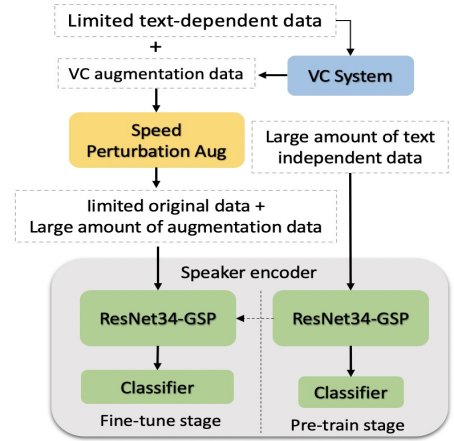 Limited text-dependent data
+
VC augmentation data
VC System
Speed
Perturbation Aug
Large amount of text
independent data
limited original data +
Large amount of augmentation data
Speaker encoder
ResNet34-GSP
ResNet34-GSP
Classifier
Classifier
Fine-tune stage
Pre-train stage